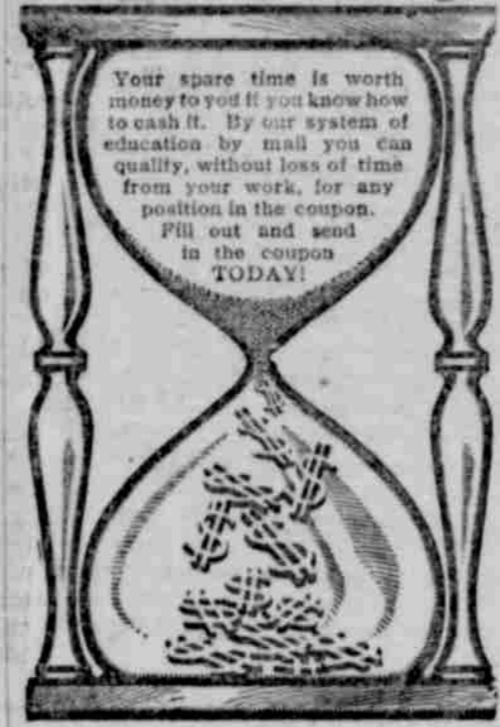 Your spare time is worth
money to you if you know how
to cash it. By our system of
education by mail you can
qualify, without loss of time
from your work, for any
position in the coupon.
Fill out and send
in the coupon
TODAY!